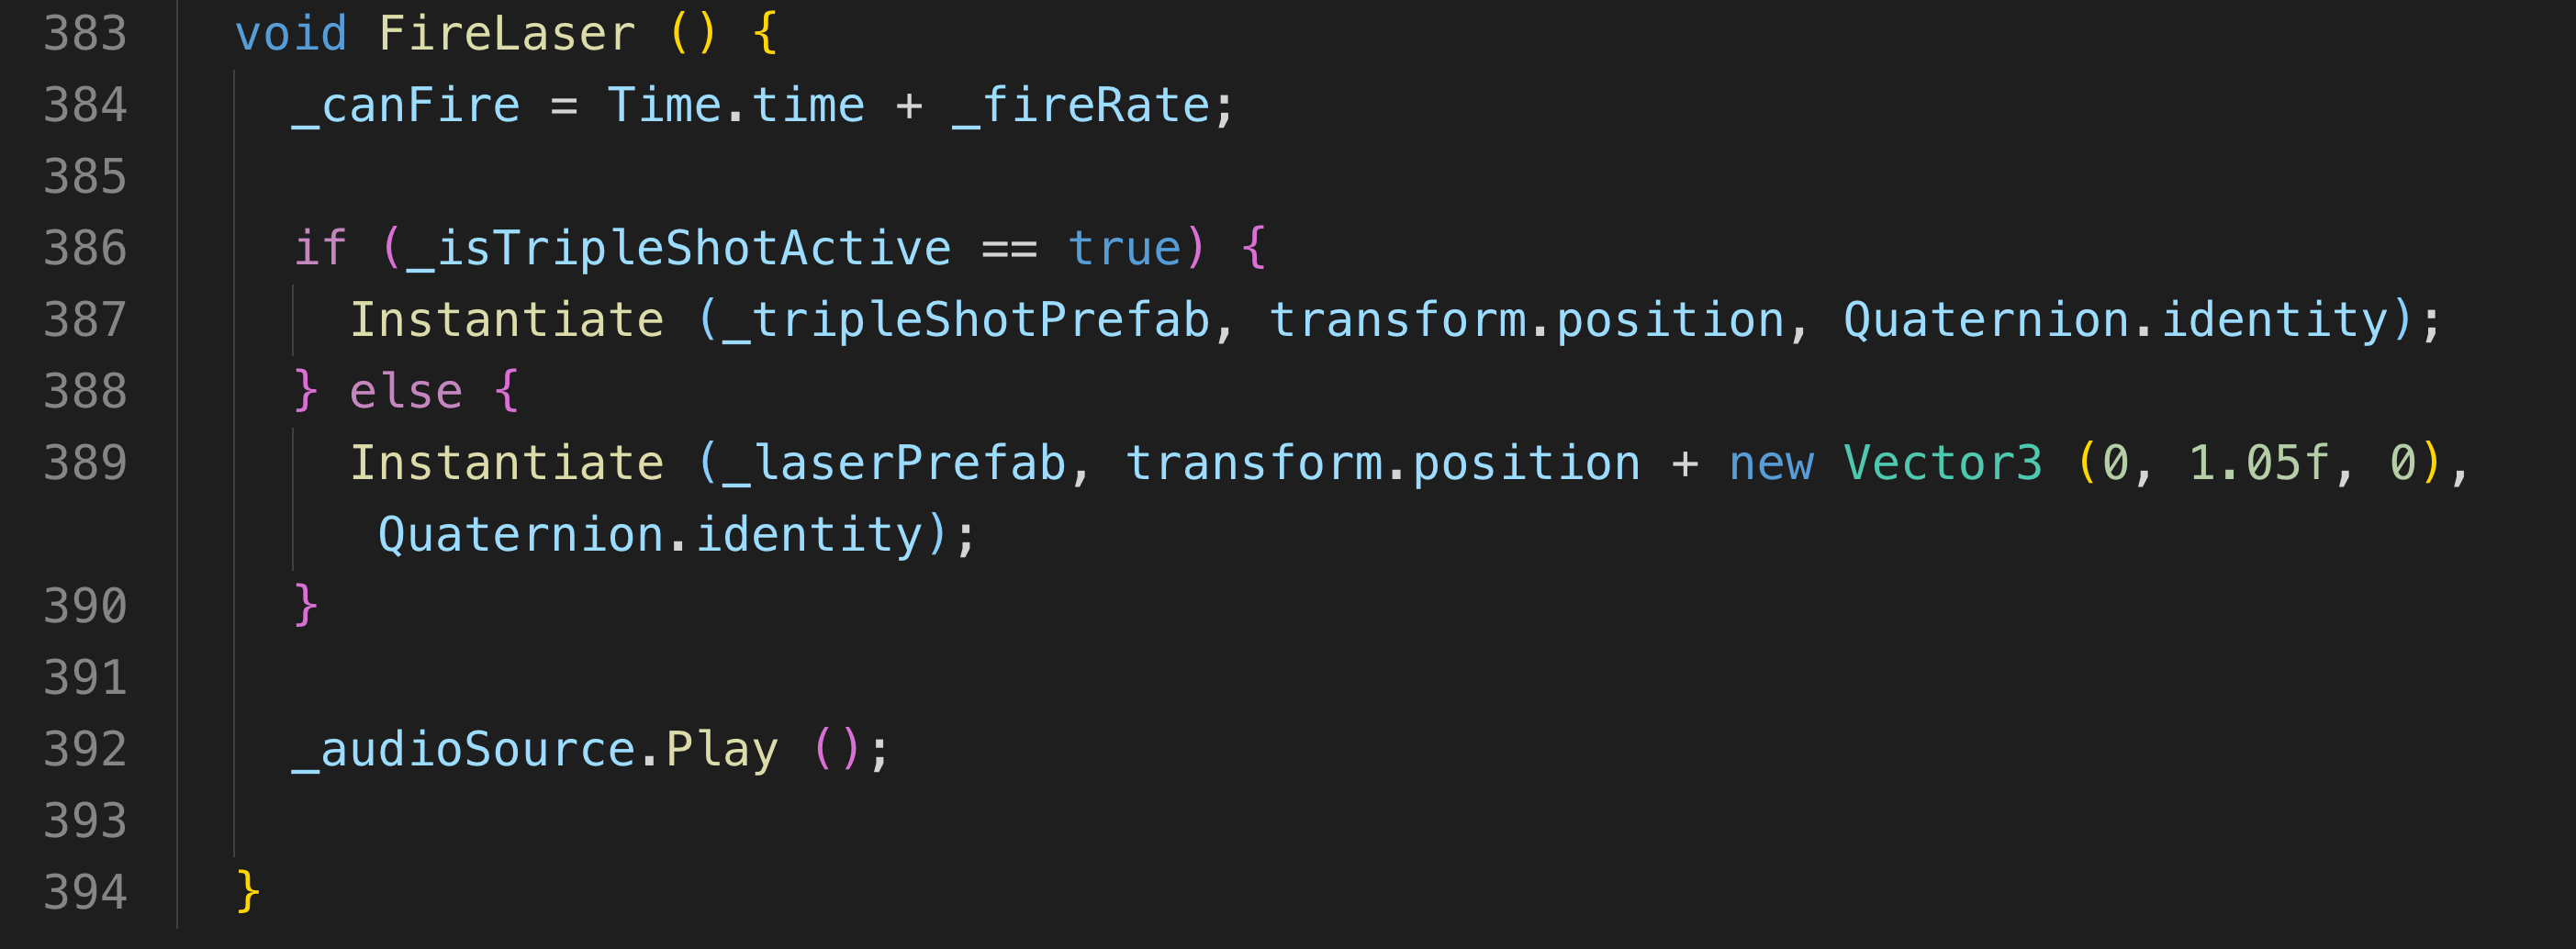 383 void FireLaser () {
384 _canFire = Time.time + _fireRate;
385
386 if (_isTripleShotActive == true) {
387 Instantiate (_tripleShotPrefab, transform.position, Quaternion.identity);
388 } else {
389 Instantiate (_laserPrefab, transform.position + new Vector3 (0, 1.05f, 0),
Quaternion.identity);
390 }
391
392 _audioSource.Play ();
393
394 }